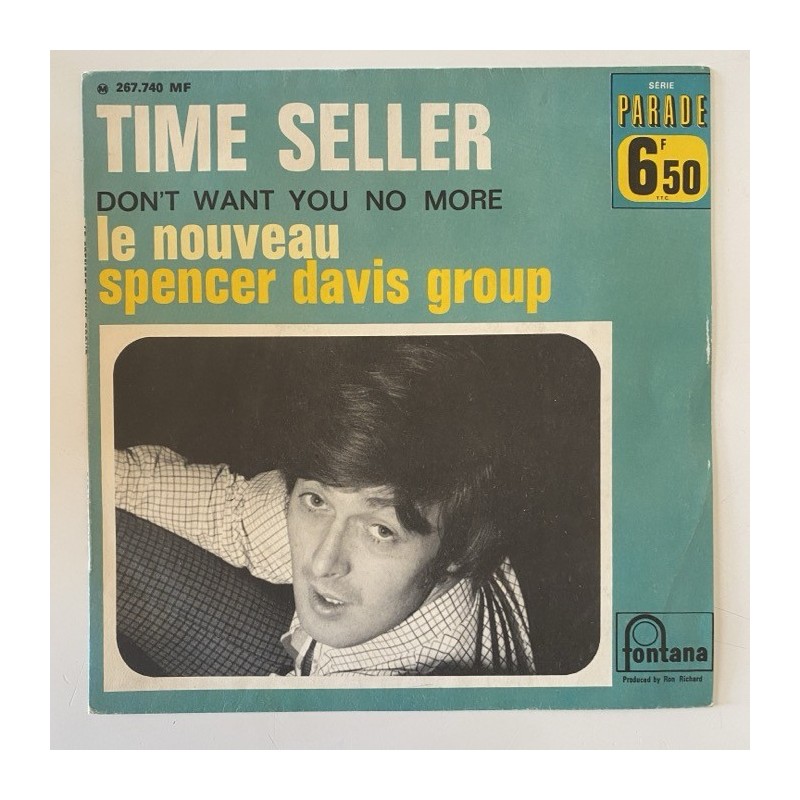 Ⓜ 267.740 MF
TIME SELLER
DON'T WANT YOU NO MORE
le nouveau
spencer davis group
SÉRIE
PARADE
6F50
T.T.C.
fontana
Produced by Ron Richard